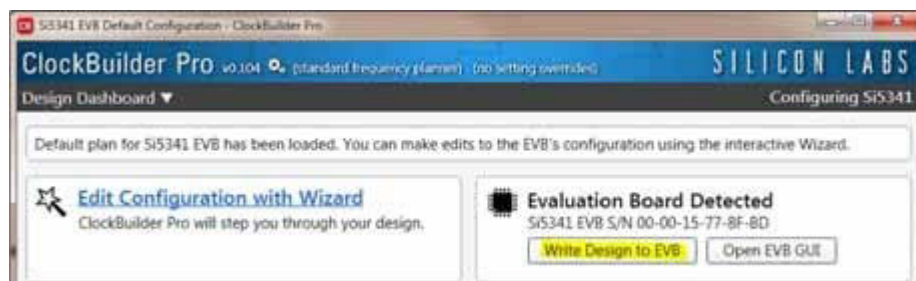 Si5341 EVB Default Configuration - ClockBuilder Pro
ClockBuilder Pro v0.104 (standard frequency planner) (no setting overrides)
SILICON LABS
Design Dashboard ▼
Configuring Si5341
Default plan for Si5341 EVB has been loaded. You can make edits to the EVB's configuration using the interactive Wizard.
Edit Configuration with Wizard
ClockBuilder Pro will step you through your design.
Evaluation Board Detected
Si5341 EVB S/N 00-00-15-77-8F-8D
Write Design to EVB
Open EVB GUI